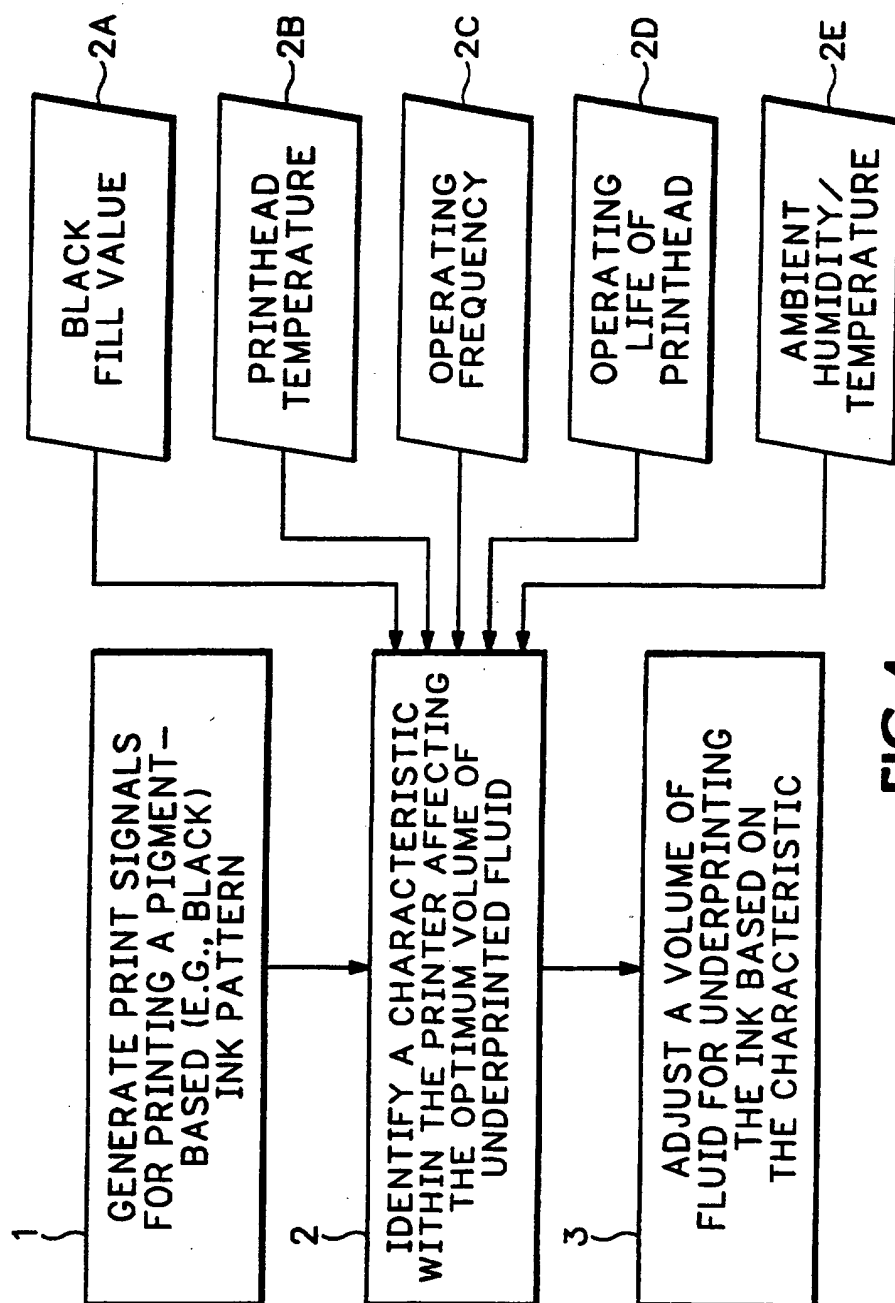 1
GENERATE PRINT SIGNALS
FOR PRINTING A PIGMENT-
BASED (E.G., BLACK)
INK PATTERN
2
IDENTIFY A CHARACTERISTIC
WITHIN THE PRINTER AFFECTING
THE OPTIMUM VOLUME OF
UNDERPRINTED FLUID
3
ADJUST A VOLUME OF
FLUID FOR UNDERPRINTING
THE INK BASED ON
THE CHARACTERISTIC
BLACK
FILL VALUE
2A
PRINTHEAD
TEMPERATURE
2B
OPERATING
FREQUENCY
2C
OPERATING
LIFE OF
PRINTHEAD
2D
AMBIENT
HUMIDITY/
TEMPERATURE
2E